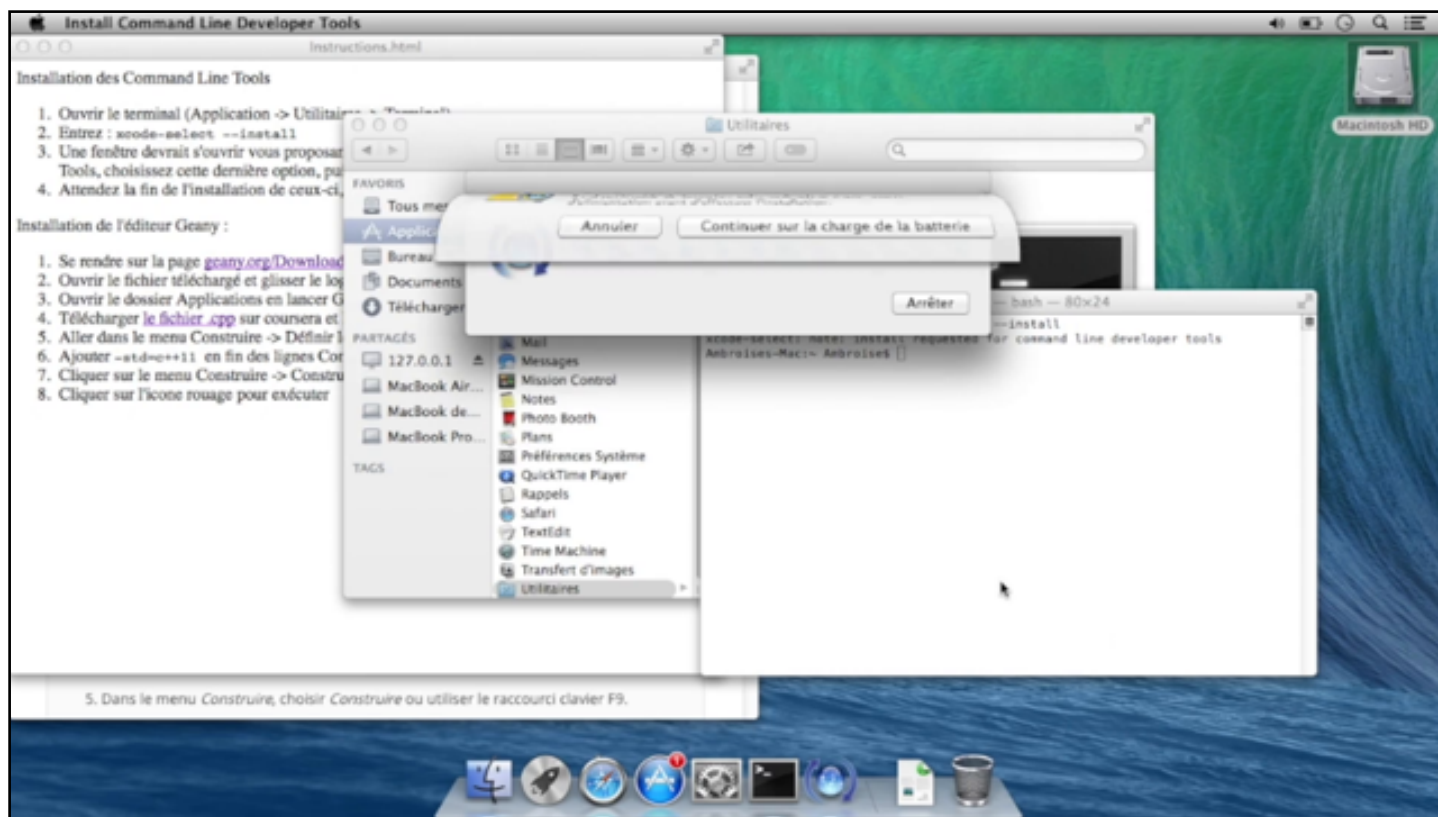 Install Command Line Developer Tools
Instructions.html
Installation des Command Line Tools
1. Ouvrir le terminal (Application -> Utilitaires -> Terminal)
2. Entrez : xcode-select --install
3. Une fenêtre devrait s'ouvrir vous proposan
Tools, choisissez cette dernière option, pu
4. Attendez la fin de l'installation de ceux-ci,
Installation de l'éditeur Geany :
1. Se rendre sur la page geany.org/Download
2. Ouvrir le fichier téléchargé et glisser le log
3. Ouvrir le dossier Applications en lancer G
4. Télécharger le fichier .cpp sur coursera et
5. Aller dans le menu Construire -> Définir l
6. Ajouter -std=c++11 en fin des lignes Con
7. Cliquer sur le menu Construire -> Constru
8. Cliquer sur l'icone rouage pour exécuter
5. Dans le menu Construire, choisir Construire ou utiliser le raccourci clavier F9.
Utilitaires
FAVORIS
Tous mes
Applic
Bureau
Documents
Télécharger
PARTAGÉS
127.0.0.1
MacBook Air...
MacBook de...
MacBook Pro...
TAGS
Mail
Messages
Mission Control
Notes
Photo Booth
Plans
Préférences Système
QuickTime Player
Rappels
Safari
TextEdit
Time Machine
Transfert d'images
Utilitaires
Annuler
Continuer sur la charge de la batterie
Arrêter
— bash — 80×24
--install
xcode-select: note: install requested for command line developer tools
Ambroises-Mac:~ Ambroise$
Macintosh HD
1